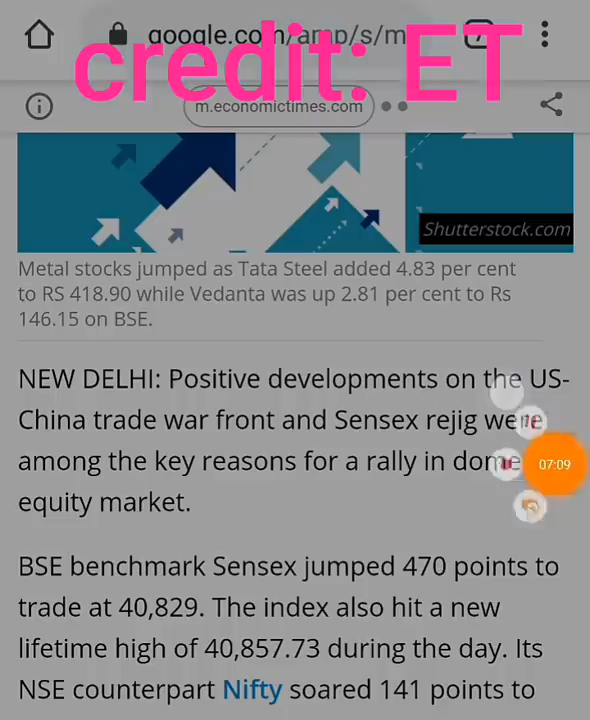 google.com/amp/s/m
credit: ET
m.economictimes.com
Shutterstock.com
Metal stocks jumped as Tata Steel added 4.83 per cent
to RS 418.90 while Vedanta was up 2.81 per cent to Rs
146.15 on BSE.
NEW DELHI: Positive developments on the US-
China trade war front and Sensex rejig were
among the key reasons for a rally in dome
07:09
equity market.
BSE benchmark Sensex jumped 470 points to
trade at 40,829. The index also hit a new
lifetime high of 40,857.73 during the day. Its
NSE counterpart Nifty soared 141 points to